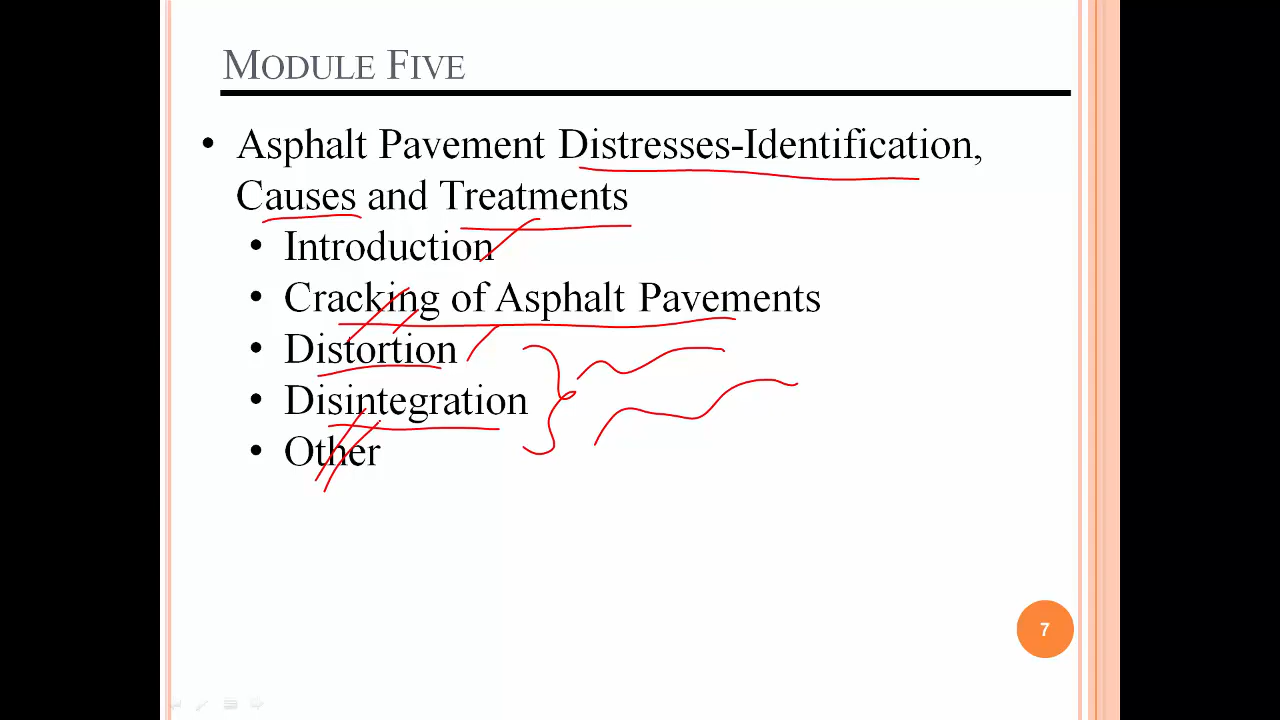 MODULE FIVE
• Asphalt Pavement Distresses-Identification,
Causes and Treatments
• Introduction
• Cracking of Asphalt Pavements
• Distortion
• Disintegration
• Other
7